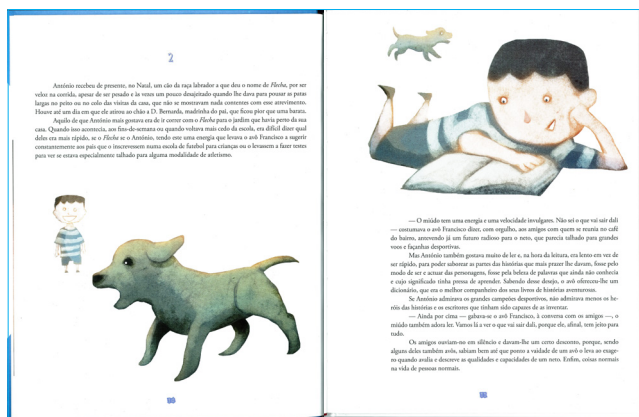 2
António recebeu de presente, no Natal, um cão da raça labrador a que deu o nome de Flecha, por ser
veloz na corrida, apesar de ser pesado e às vezes um pouco desajeitado quando lhe dava para pousar as patas
largas no peito ou no colo das visitas da casa, que não se mostravam nada contentes com esse atrevimento.
Houve até um dia em que ele atirou ao chão a D. Bernarda, madrinha do pai, que ficou pior que uma barata.
Aquilo de que António mais gostava era de ir correr com o Flecha para o jardim que havia perto da sua
casa. Quando isso acontecia, aos fins-de-semana ou quando voltava mais cedo da escola, era difícil dizer qual
deles era mais rápido, se o Flecha se o António, tendo este uma energia que levava o avô Francisco a sugerir
constantemente aos pais que o inscrevessem numa escola de futebol para crianças ou o levassem a fazer testes
para ver se estava especialmente talhado para alguma modalidade de atletismo.
— O miúdo tem uma energia e uma velocidade invulgares. Não sei o que vai sair dali
— costumava o avô Francisco dizer, com orgulho, aos amigos com quem se reunia no café
do bairro, antevendo já um futuro radioso para o neto, que parecia talhado para grandes
voos e façanhas desportivas.
Mas António também gostava muito de ler e, na hora da leitura, era lento em vez de
ser rápido, para poder saborear as partes das histórias que mais prazer lhe davam, fosse pelo
modo de ser e actuar das personagens, fosse pela beleza de palavras que ainda não conhecia
e cujo significado tinha pressa de aprender. Sabendo desse desejo, o avô ofereceu-lhe um
dicionário, que era o melhor companheiro dos seus livros de histórias aventurosas.
Se António admirava os grandes campeões desportivos, não admirava menos os he-
róis das histórias e os escritores que tinham sido capazes de as inventar.
— Ainda por cima — gabava-se o avô Francisco, à conversa com os amigos —, o
miúdo também adora ler. Vamos lá a ver o que vai sair dali, porque ele, afinal, tem jeito para
tudo.
Os amigos ouviam-no em silêncio e davam-lhe um certo desconto, porque, sendo
alguns deles também avós, sabiam bem até que ponto a vaidade de um avô o leva ao exage-
ro quando avalia e descreve as qualidades e capacidades de um neto. Enfim, coisas normais
na vida de pessoas normais.